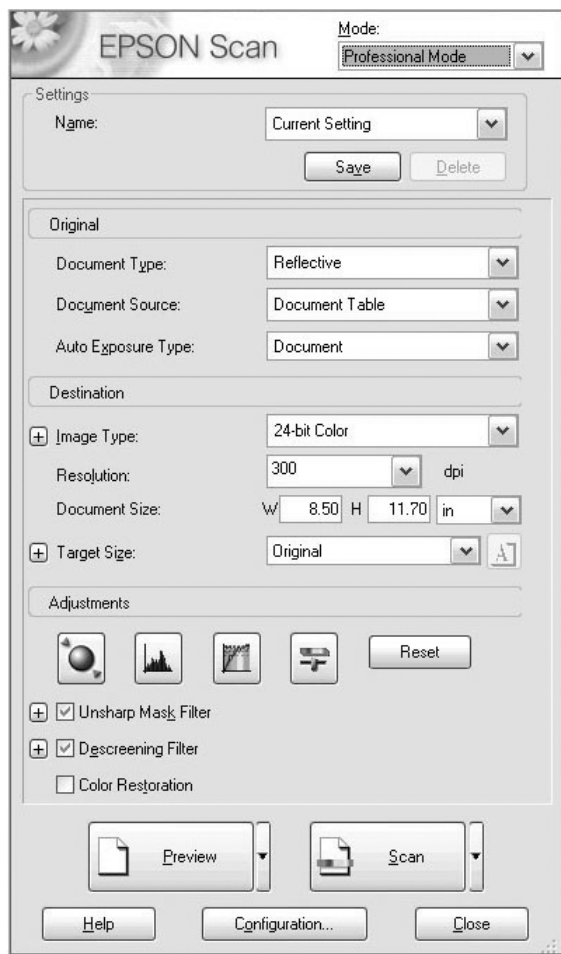 EPSON Scan
Mode:
Professional Mode
Settings
Name: Current Setting
Save Delete
Original
Document Type: Reflective
Document Source: Document Table
Auto Exposure Type: Document
Destination
Image Type: 24-bit Color
Resolution: 300 dpi
Document Size: W 8.50 H 11.70 in
Target Size: Original A
Adjustments
Reset
Unsharp Mask Filter
Descreening Filter
Color Restoration
Preview Scan
Help Configuration... Close